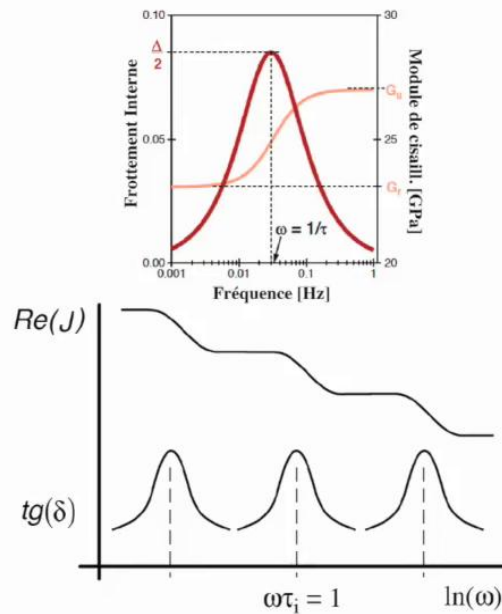 0.10
30
Δ
2
Frottement Interne
0.05
25
Module de cisaill. [GPa]
Gu
Gr
ω = 1/τ
0.00
20
0.001
0.01
0.1
1
Fréquence [Hz]
Re(J)
tg(δ)
ωτi = 1
ln(ω)